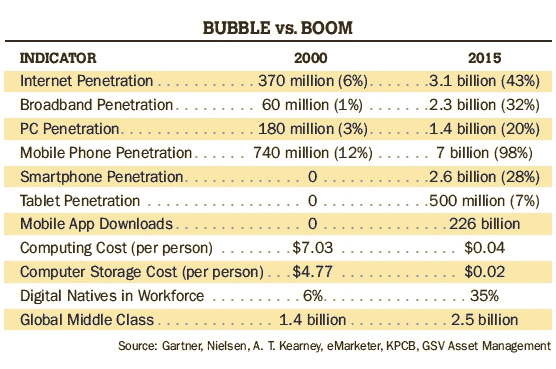 BUBBLE vs. BOOM
INDICATOR 2000 2015
Internet Penetration . . . . . . . . . . . 370 million (6%). . . . . . .3.1 billion (43%)
Broadband Penetration . . . . . . . . . 60 million (1%) . . . . . . .2.3 billion (32%)
PC Penetration. . . . . . . . . . . . . . . . 180 million (3%) . . . . . . .1.4 billion (20%)
Mobile Phone Penetration . . . . . . 740 million (12%) . . . . . . 7 billion (98%)
Smartphone Penetration. . . . . . . . . . . . . 0 . . . . . . . . . . . . .2.6 billion (28%)
Tablet Penetration . . . . . . . . . . . . . . . . . 0 . . . . . . . . . . . . .500 million (7%)
Mobile App Downloads . . . . . . . . . . . . . . 0 . . . . . . . . . . . . . . 226 billion
Computing Cost (per person) . . . . . . . . $7.03 . . . . . . . . . . . . . . $0.04
Computer Storage Cost (per person) . . . $4.77 . . . . . . . . . . . . . . $0.02
Digital Natives in Workforce . . . . . . . . . . 6%. . . . . . . . . . . . . . . . 35%
Global Middle Class . . . . . . . . . . . . . . 1.4 billion . . . . . . . . . . . 2.5 billion
Source: Gartner, Nielsen, A. T. Kearney, eMarketer, KPCB, GSV Asset Management